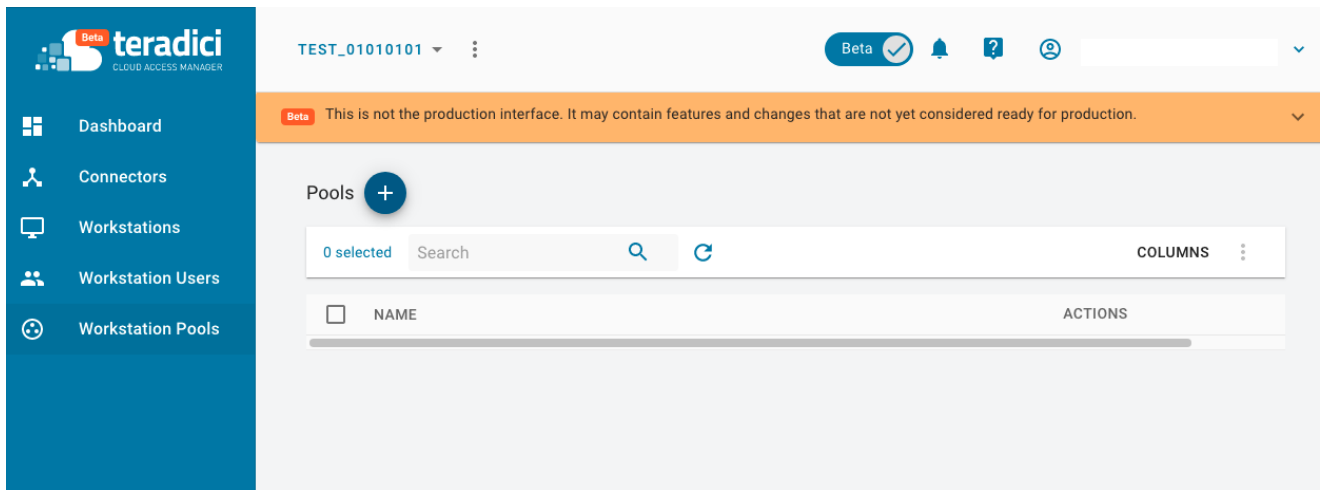 Beta teradici
CLOUD ACCESS MANAGER
Dashboard
Connectors
Workstations
Workstation Users
Workstation Pools
TEST_01010101
Beta
Beta This is not the production interface. It may contain features and changes that are not yet considered ready for production.
Pools +
0 selected Search COLUMNS
NAME ACTIONS